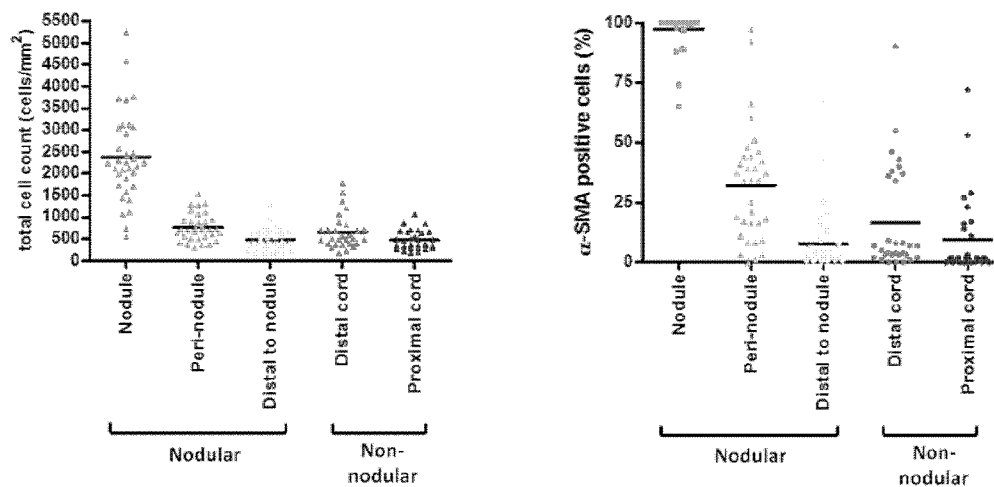 total cell count (cells/mm²)
5500
5000
4500
4000
3500
3000
2500
2000
1500
1000
500
0
Nodule
Peri-nodule
Distal to nodule
Distal cord
Proximal cord
Nodular
Non-
nodular
α-SMA positive cells (%)
100
75
50
25
0
Nodule
Peri-nodule
Distal to nodule
Distal cord
Proximal cord
Nodular
Non-
nodular